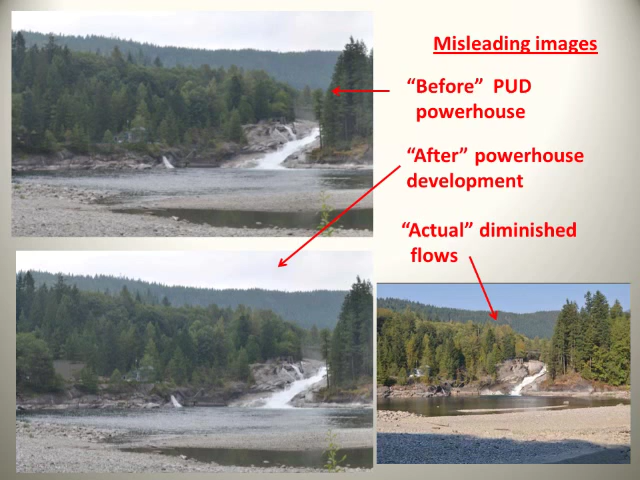 Misleading images
“Before” PUD
powerhouse
“After” powerhouse
development
“Actual” diminished
flows